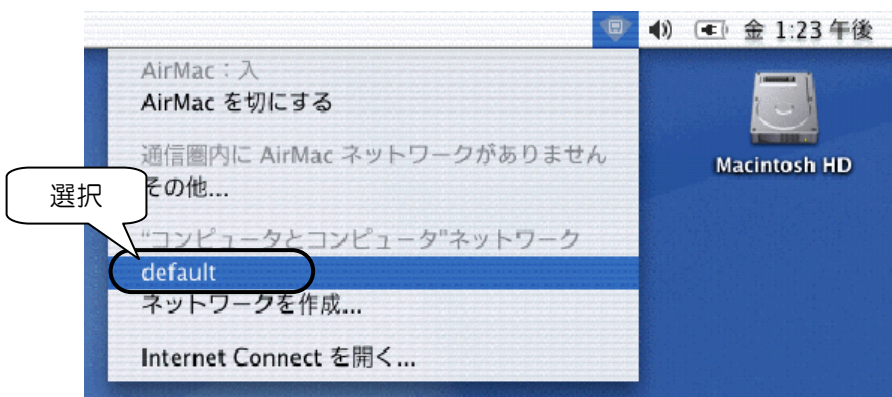 金 1:23 午後
AirMac：入
AirMac を切にする
通信圏内に AirMac ネットワークがありません
その他...
選択
"コンピュータとコンピュータ"ネットワーク
default
ネットワークを作成...
Internet Connect を開く...
Macintosh HD